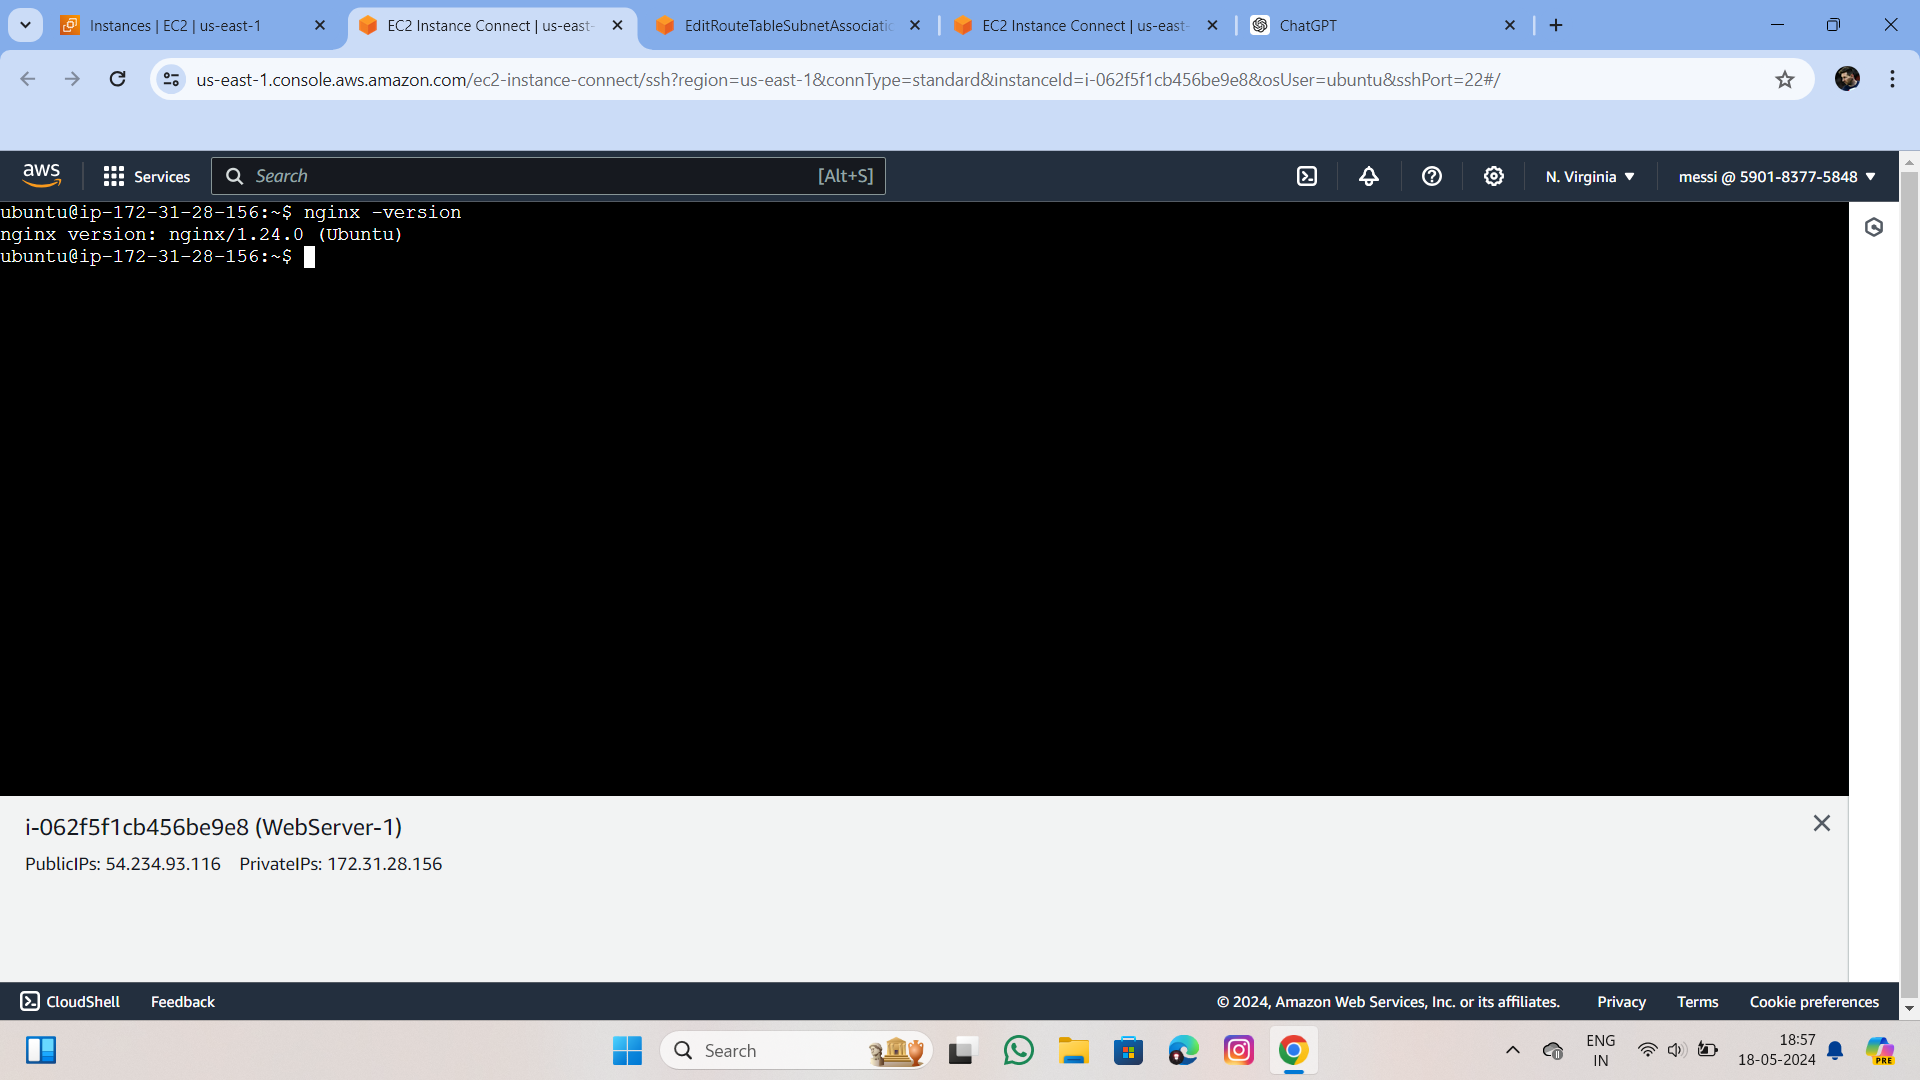 Instances | EC2 | us-east-1
EC2 Instance Connect | us-east-
EditRouteTableSubnetAssociatio
EC2 Instance Connect | us-east-
ChatGPT
us-east-1.console.aws.amazon.com/ec2-instance-connect/ssh?region=us-east-1&connType=standard&instanceId=i-062f5f1cb456be9e8&osUser=ubuntu&sshPort=22#/
aws
Services
Search
[Alt+S]
N. Virginia
messi @ 5901-8377-5848
ubuntu@ip-172-31-28-156:~$ nginx -version
nginx version: nginx/1.24.0 (Ubuntu)
ubuntu@ip-172-31-28-156:~$
i-062f5f1cb456be9e8 (WebServer-1)
PublicIPs: 54.234.93.116 PrivateIPs: 172.31.28.156
CloudShell
Feedback
© 2024, Amazon Web Services, Inc. or its affiliates.
Privacy
Terms
Cookie preferences
Search
ENG
IN
18:57
18-05-2024
PRE